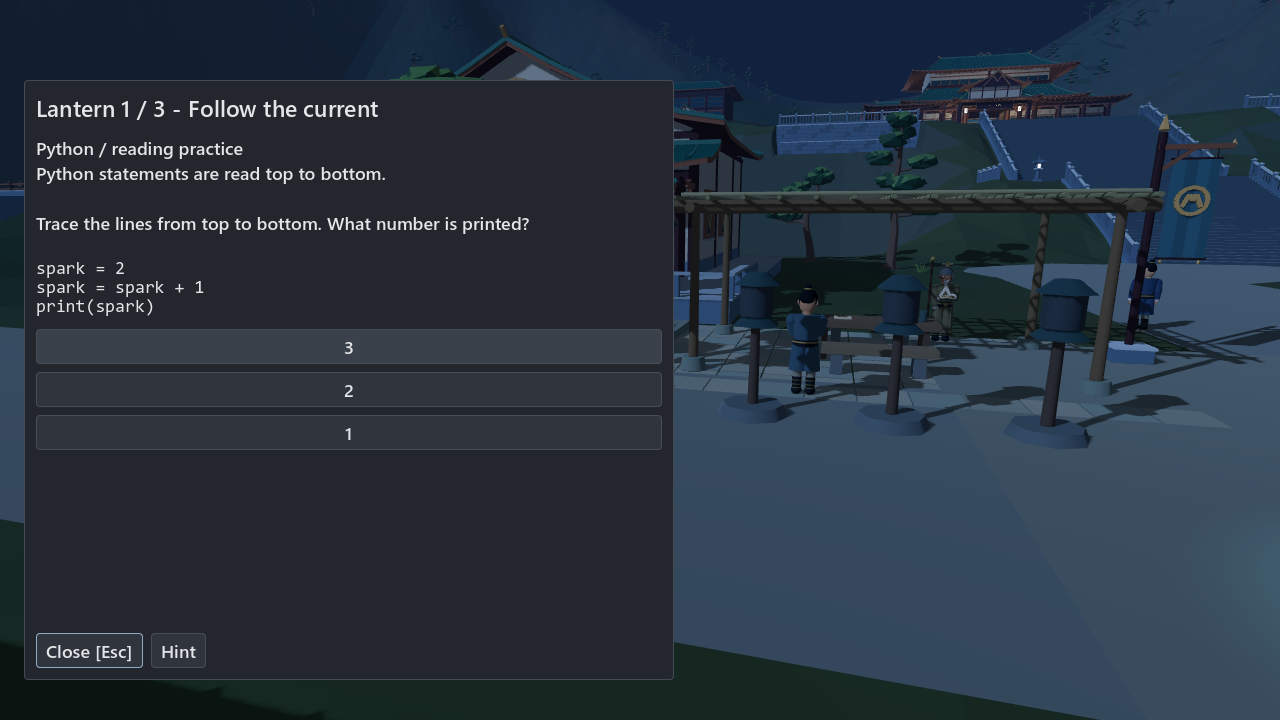 Lantern 1 / 3 - Follow the current
Python / reading practice
Python statements are read top to bottom.
Trace the lines from top to bottom. What number is printed?
spark = 2
spark = spark + 1
print(spark)
3
2
1
Close [Esc]
Hint